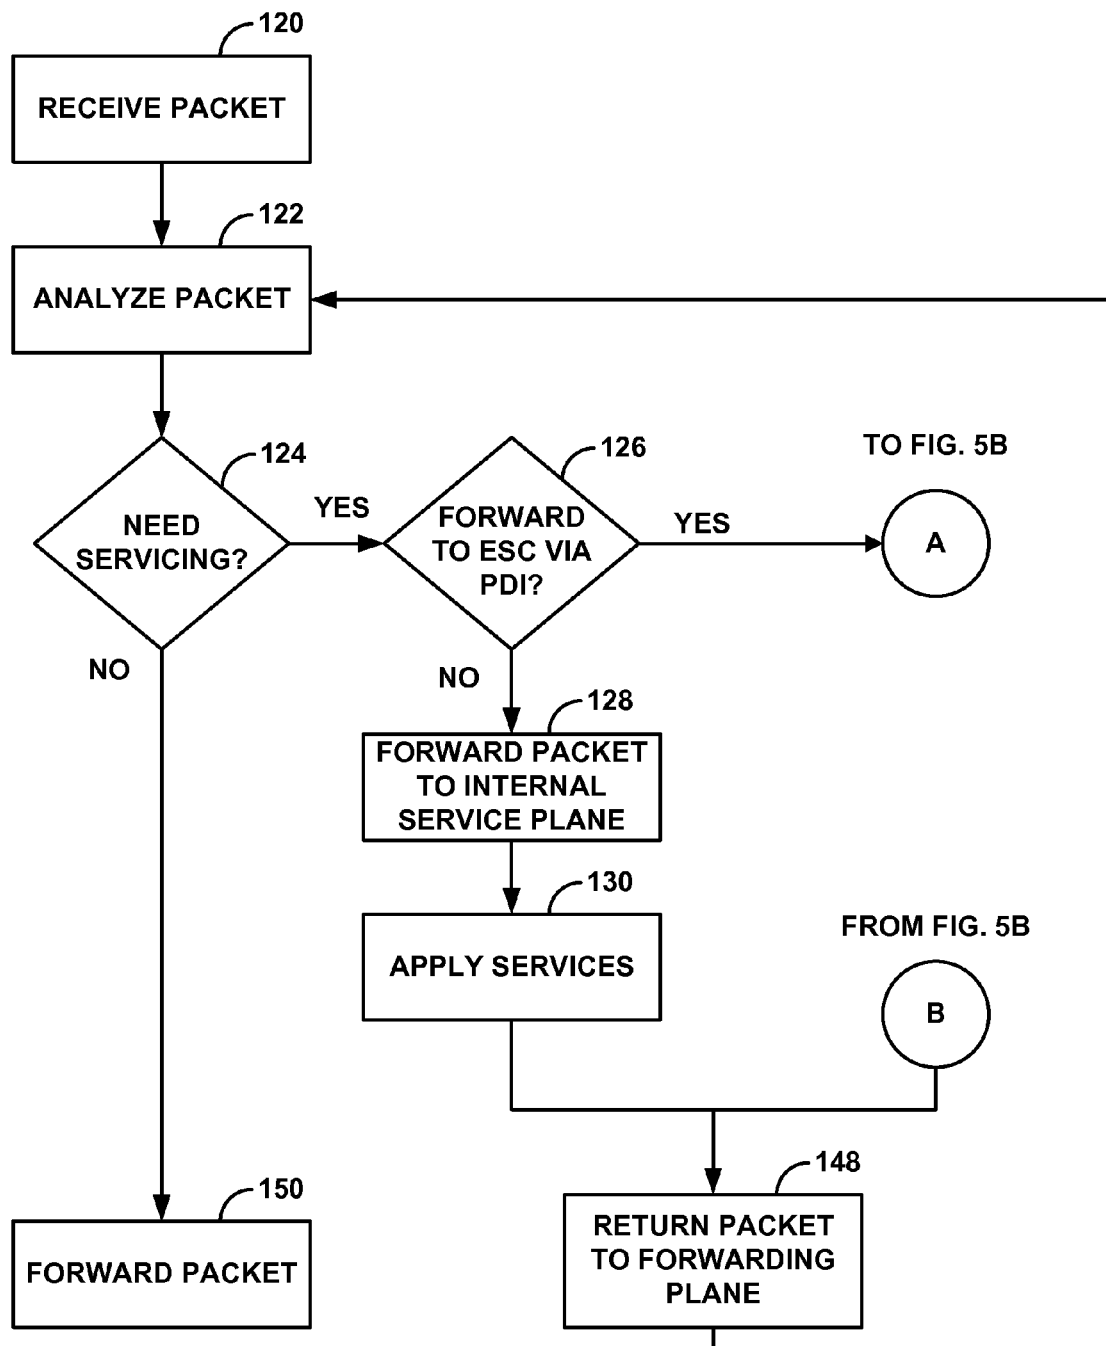 120
RECEIVE PACKET
122
ANALYZE PACKET
124
NEED
SERVICING?
YES
NO
126
FORWARD
TO ESC VIA
PDI?
YES
NO
TO FIG. 5B
A
128
FORWARD PACKET
TO INTERNAL
SERVICE PLANE
130
APPLY SERVICES
FROM FIG. 5B
B
148
RETURN PACKET
TO FORWARDING
PLANE
150
FORWARD PACKET